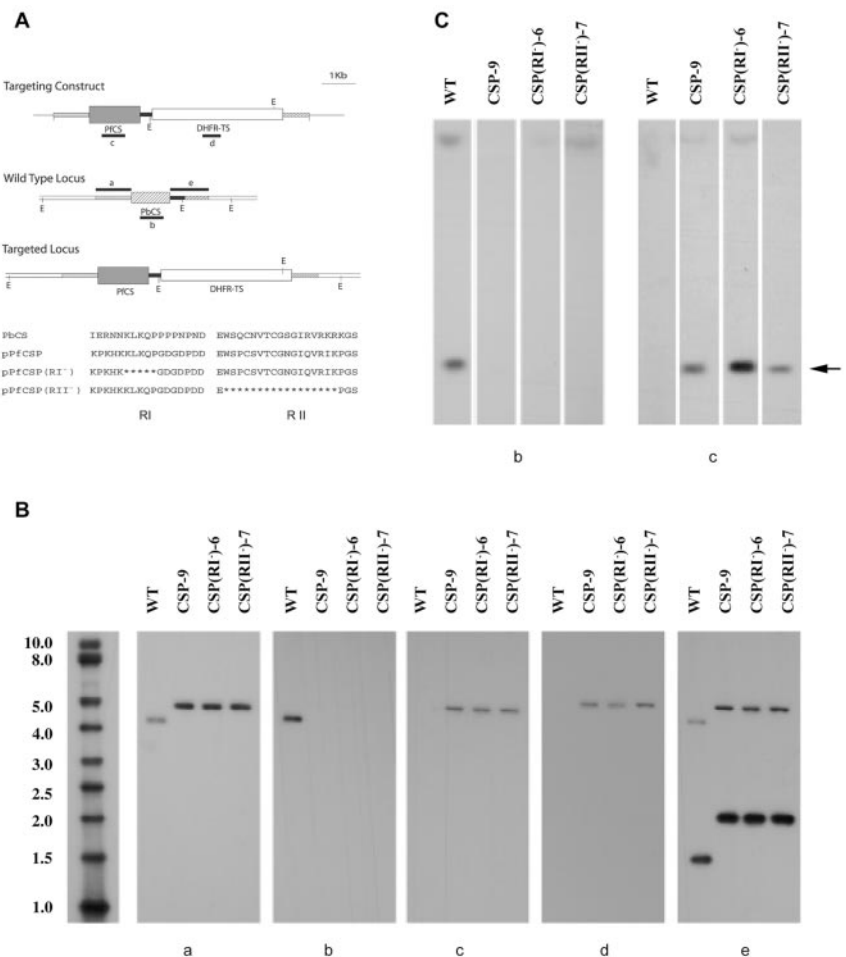 A
1Kb
Targeting Construct
E
E
PfCS
DHFR-TS
c
d
Wild Type Locus
a
e
E
E
E
PbCS
b
Targeted Locus
E
E
E
E
PfCS
DHFR-TS
PbCS IERNNKLKQPPPPNPND EWSQCNVTCGSGIRVRKRKGS
pPfCSP KPKHKKLKQPGDGDPDD EWSPCSVTCGNGIQVRIKPGS
pPfCSP(RI⁻) KPKHK*****GDGDPDD EWSPCSVTCGNGIQVRIKPGS
pPfCSP(RII⁻) KPKHKKLKQPGDGDPDD E*****************PGS
RI R II
C
WT CSP-9 CSP(RI⁻)-6 CSP(RII⁻)-7 WT CSP-9 CSP(RI⁻)-6 CSP(RII⁻)-7
b c
B
WT CSP-9 CSP(RI⁻)-6 CSP(RII⁻)-7 WT CSP-9 CSP(RI⁻)-6 CSP(RII⁻)-7 WT CSP-9 CSP(RI⁻)-6 CSP(RII⁻)-7 WT CSP-9 CSP(RI⁻)-6 CSP(RII⁻)-7 WT CSP-9 CSP(RI⁻)-6 CSP(RII⁻)-7
10.0
8.0
5.0
4.0
3.0
2.5
2.0
1.5
1.0
a b c d e